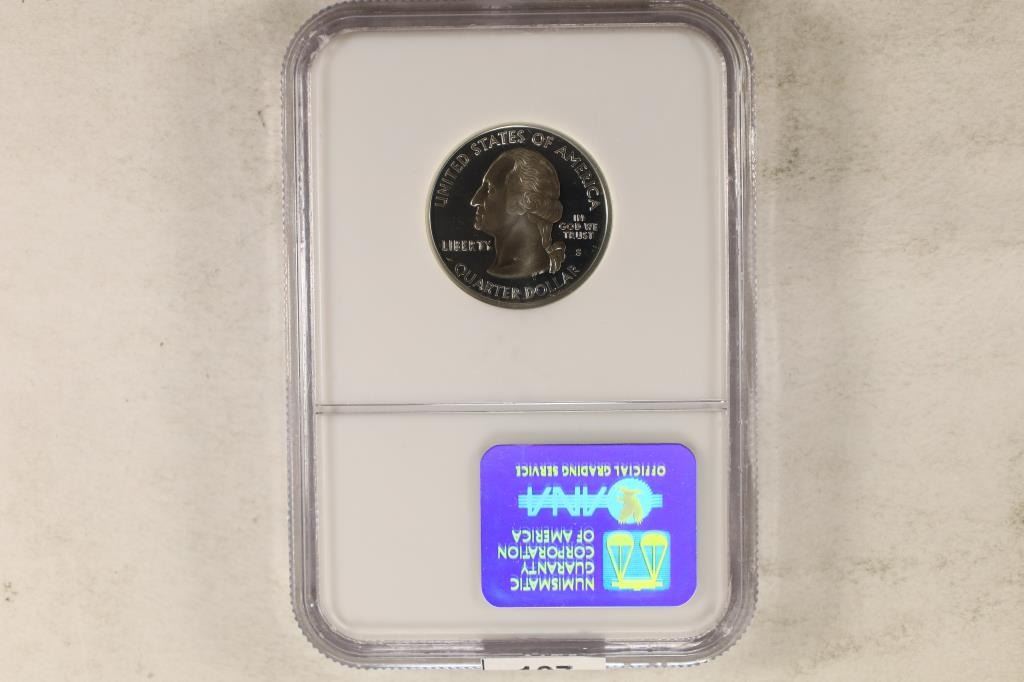 UNITED STATES OF AMERICA
LIBERTY
IN
GOD WE
TRUST
S
QUARTER DOLLAR
NUMISMATIC
GUARANTY
CORPORATION
OF AMERICA
ANA
OFFICIAL GRADING SERVICE